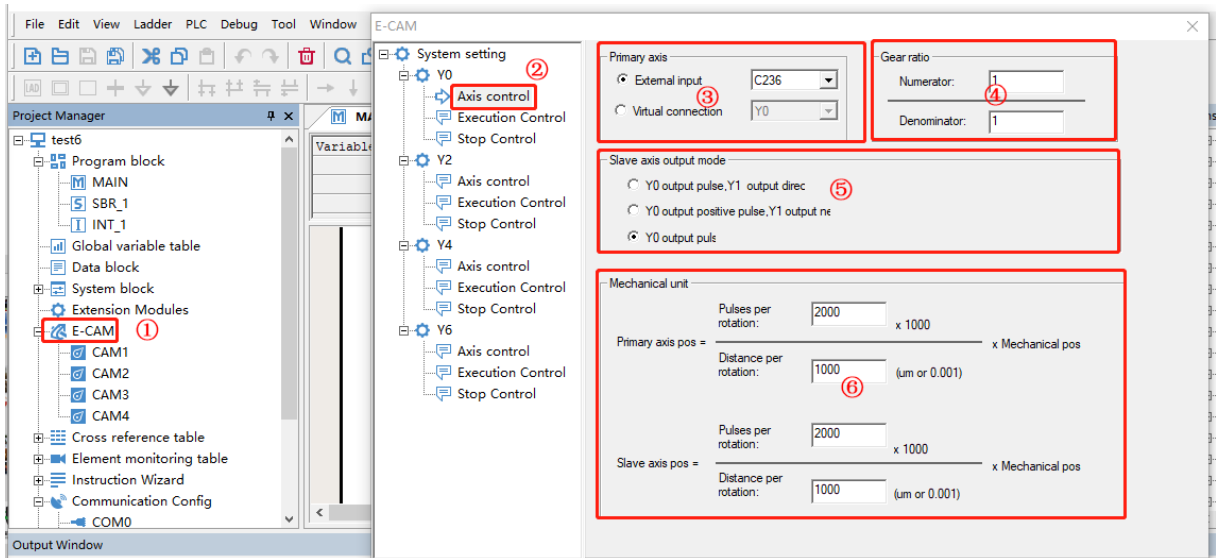 File Edit View Ladder PLC Debug Tool Window
E-CAM
LAD
Project Manager
test6
Program block
M MAIN
S SBR_1
I INT_1
Global variable table
Data block
System block
Extension Modules
E-CAM ①
CAM1
CAM2
CAM3
CAM4
Cross reference table
Element monitoring table
Instruction Wizard
Communication Config
COM0
Output Window
M MA
Variable
System setting
②
Y0
Axis control
Execution Control
Stop Control
Y2
Axis control
Execution Control
Stop Control
Y4
Axis control
Execution Control
Stop Control
Y6
Axis control
Execution Control
Stop Control
Primary axis
External input C236
③
Virtual connection Y0
Gear ratio
Numerator: 1
④
Denominator: 1
Slave axis output mode
Y0 output pulse,Y1 output direc
⑤
Y0 output positive pulse,Y1 output ne
Y0 output puls
Mechanical unit
Pulses per
rotation: 2000 x 1000
Primary axis pos = x Mechanical pos
Distance per
rotation: 1000 (um or 0.001)
⑥
Pulses per
rotation: 2000 x 1000
Slave axis pos = x Mechanical pos
Distance per
rotation: 1000 (um or 0.001)